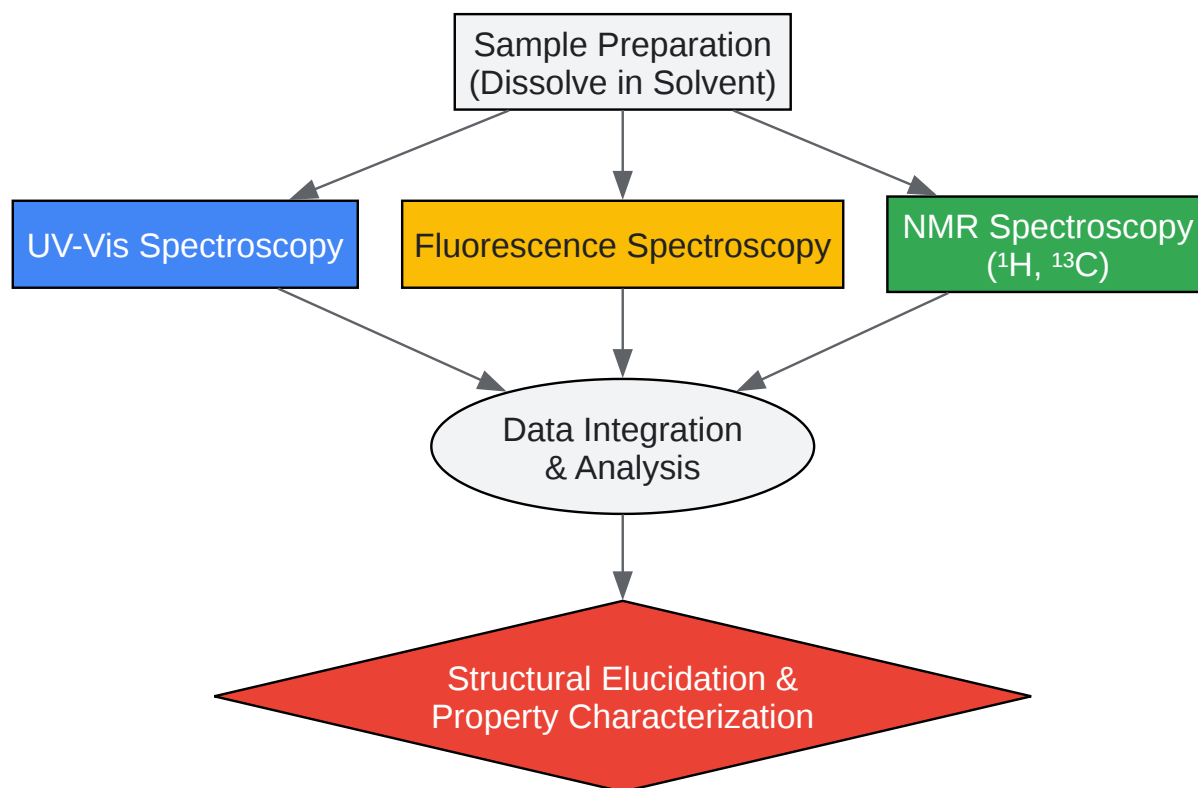 Sample Preparation
(Dissolve in Solvent)
UV-Vis Spectroscopy
Fluorescence Spectroscopy
NMR Spectroscopy
(¹H, ¹³C)
Data Integration
& Analysis
Structural Elucidation &
Property Characterization